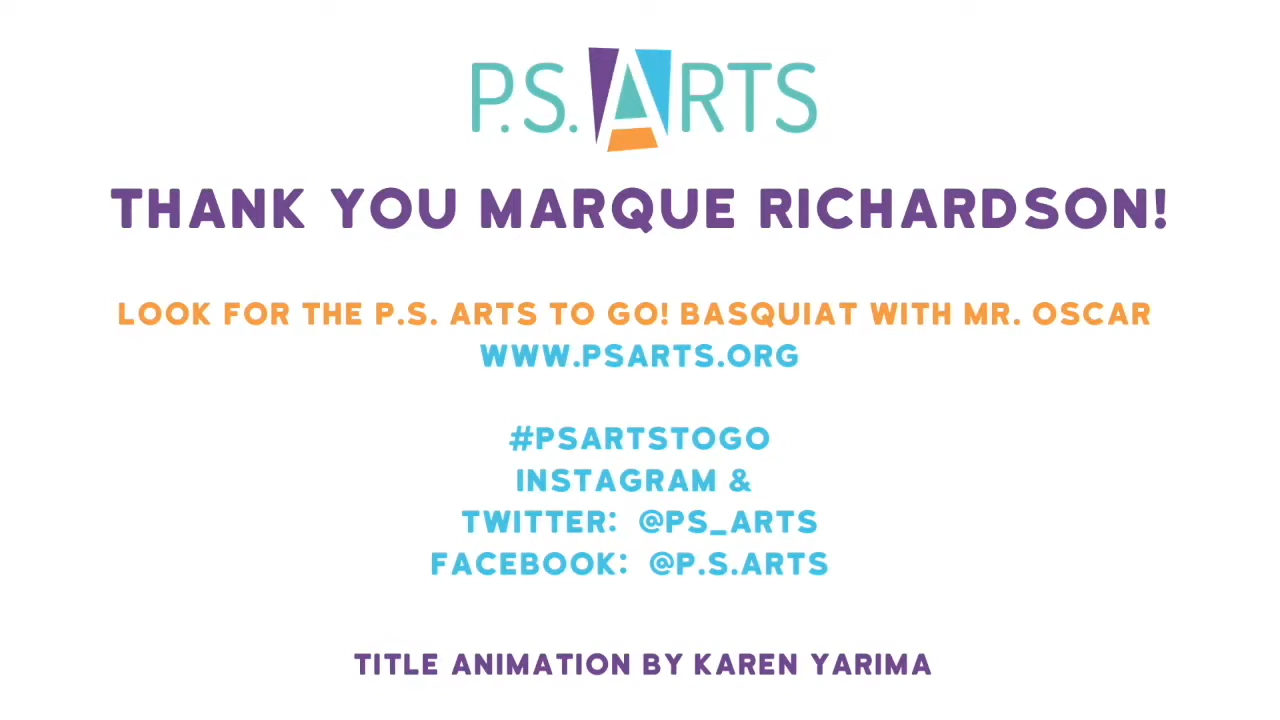 P.S. ARTS
THANK YOU MARQUE RICHARDSON!
LOOK FOR THE P.S. ARTS TO GO! BASQUIAT WITH MR. OSCAR
WWW.PSARTS.ORG
#PSARTSTOGO
INSTAGRAM &
TWITTER: @PS_ARTS
FACEBOOK: @P.S.ARTS
TITLE ANIMATION BY KAREN YARIMA